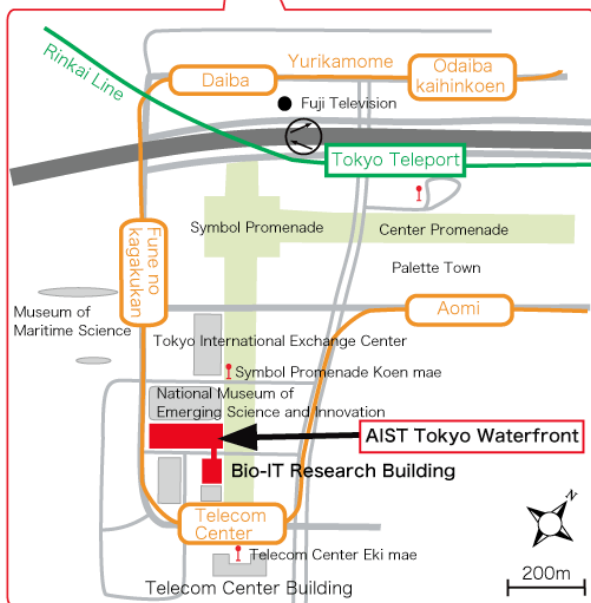 Rinkai Line
Daiba
Yurikamome
Odaiba
kaihinkoen
Fuji Television
Tokyo Teleport
Symbol Promenade
Center Promenade
Fune no
kagakukan
Palette Town
Museum of
Maritime Science
Aomi
Tokyo International Exchange Center
Symbol Promenade Koen mae
National Museum of
Emerging Science and Innovation
AIST Tokyo Waterfront
Bio-IT Research Building
Telecom
Center
N
Telecom Center Eki mae
Telecom Center Building
200m